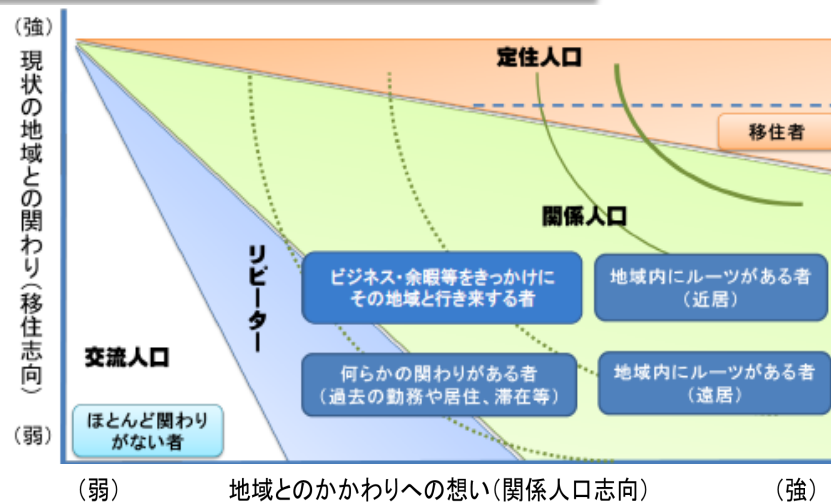 （強）
現状の地域との関わり（移住志向）
（弱）
定住人口
移住者
関係人口
リピーター
ビジネス・余暇等をきっかけに
その地域と行き来する者
地域内にルーツがある者
（近居）
何らかの関わりがある者
（過去の勤務や居住、滞在等）
地域内にルーツがある者
（遠居）
交流人口
ほとんど関わり
がない者
（弱）
地域とのかかわりへの想い（関係人口志向）
（強）